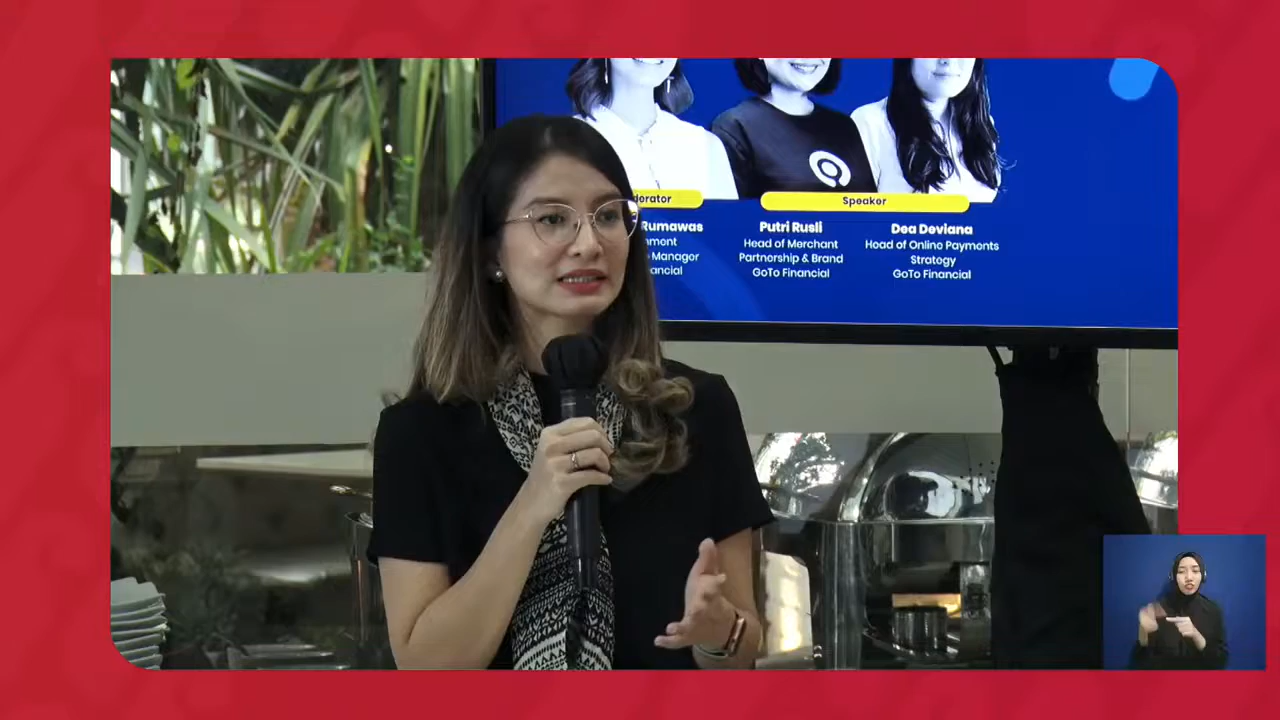 Rumawas
Speaker
Putri Rusli
Head of Merchant
Partnership & Brand
GoTo Financial
Dea Deviana
Head of Online Payments
Strategy
GoTo Financial
Manager